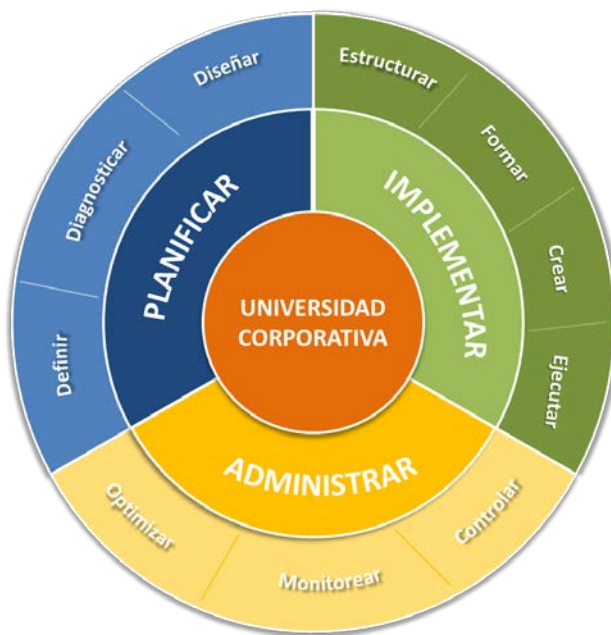 Diseñar
Diagnosticar
Definir
PLANIFICAR
Estructurar
Formar
Crear
Ejecutar
IMPLEMENTAR
UNIVERSIDAD
CORPORATIVA
ADMINISTRAR
Controlar
Monitorear
Optimizar